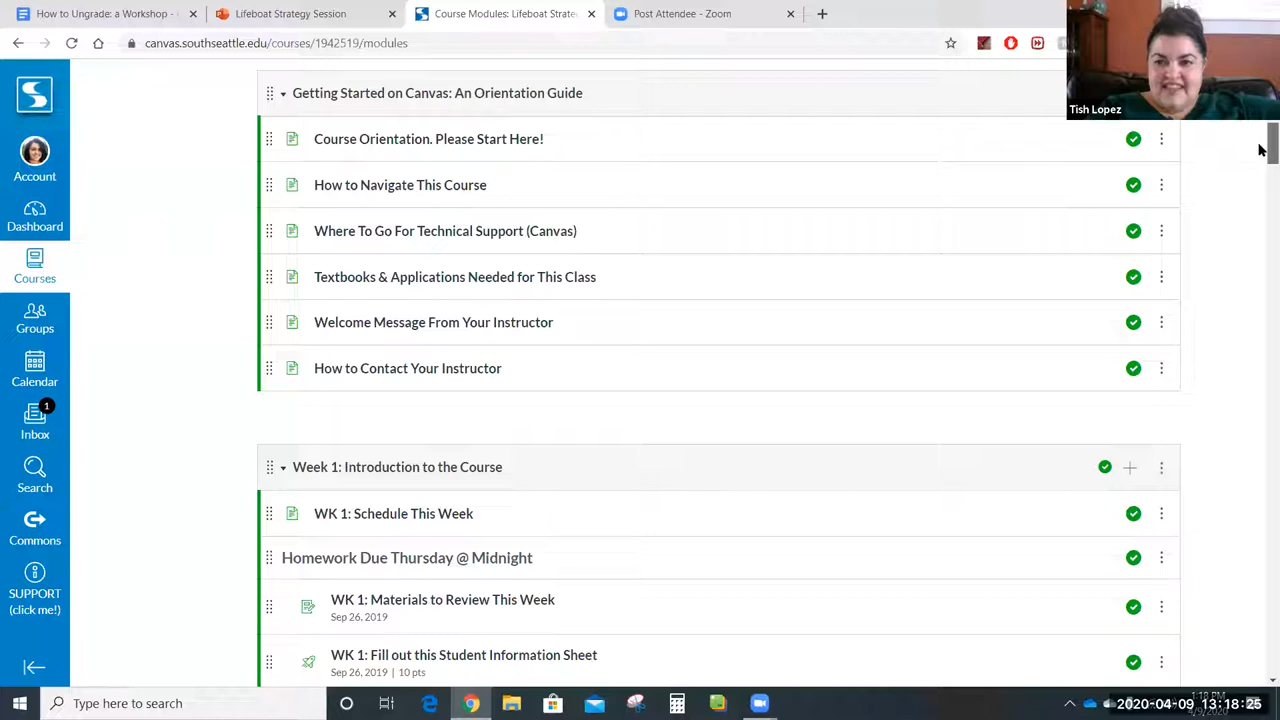 How to Ungrade: a Workshop -
Lifeboat Strategy Session
Course Modules: Lifeboat Strate
Post Attendee - Zoom
canvas.southseattle.edu/courses/1942519/modules
Tish Lopez
Account
Dashboard
Courses
Groups
Calendar
1
Inbox
Search
Commons
SUPPORT
(click me!)
Getting Started on Canvas: An Orientation Guide
Course Orientation. Please Start Here!
How to Navigate This Course
Where To Go For Technical Support (Canvas)
Textbooks & Applications Needed for This Class
Welcome Message From Your Instructor
How to Contact Your Instructor
Week 1: Introduction to the Course
WK 1: Schedule This Week
Homework Due Thursday @ Midnight
WK 1: Materials to Review This Week
Sep 26, 2019
WK 1: Fill out this Student Information Sheet
Sep 26, 2019 | 10 pts
Type here to search
1:18 PM
2020-04-09 13:18:25
4/9/2020